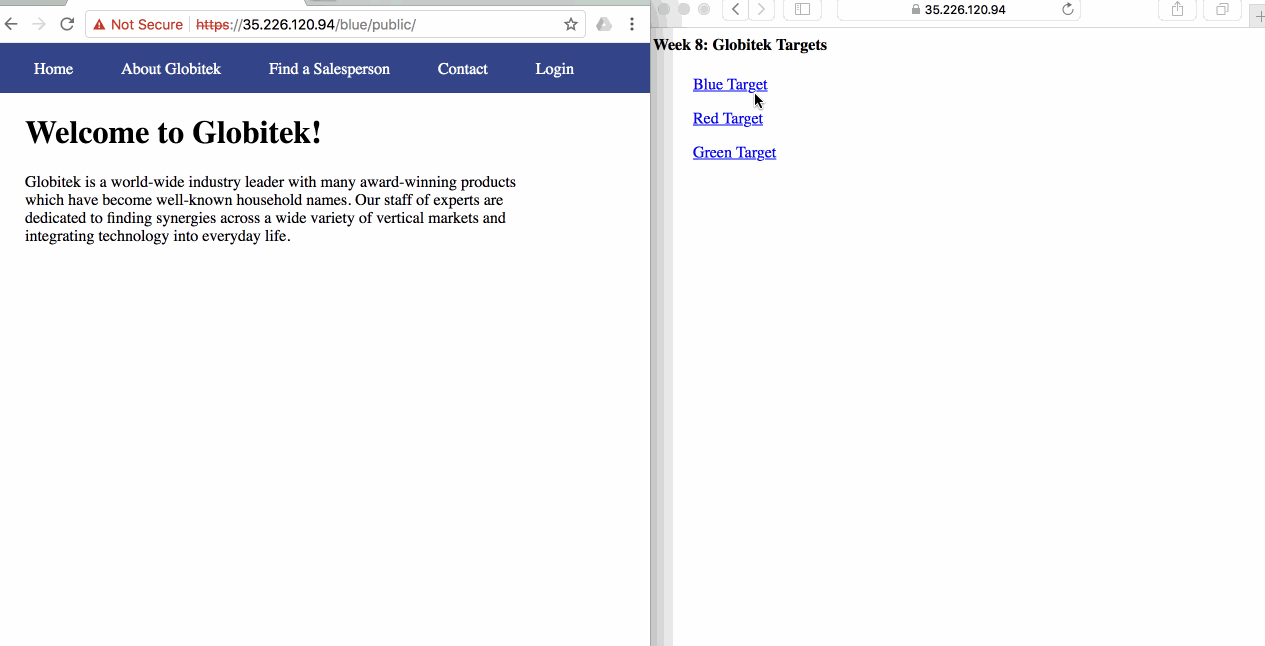 Not Secure https://35.226.120.94/blue/public/
Home About Globitek Find a Salesperson Contact Login
Welcome to Globitek!
Globitek is a world-wide industry leader with many award-winning products
which have become well-known household names. Our staff of experts are
dedicated to finding synergies across a wide variety of vertical markets and
integrating technology into everyday life.
35.226.120.94
Week 8: Globitek Targets
Blue Target
Red Target
Green Target